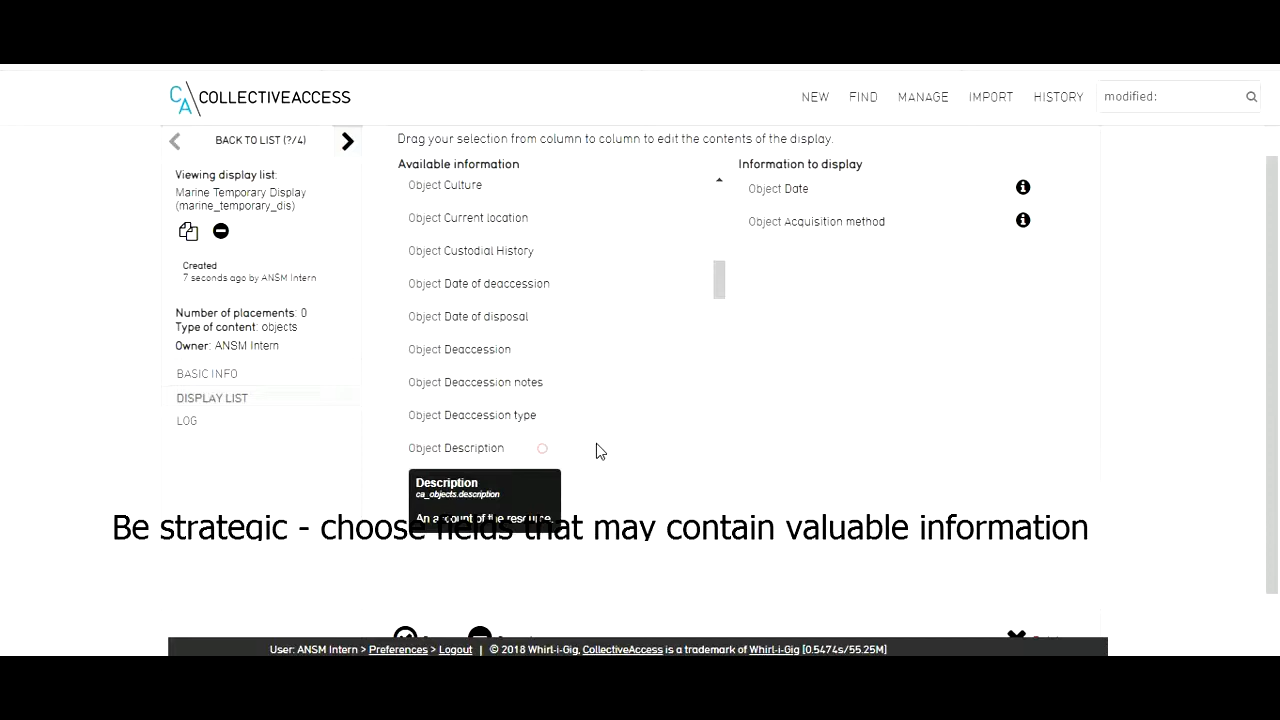 CA COLLECTIVEACCESS
NEW FIND MANAGE IMPORT HISTORY modified:
BACK TO LIST (?/4)
Viewing display list:
Marine Temporary Display
(marine_temporary_dis)
Created
7 seconds ago by ANSM Intern
Number of placements: 0
Type of content: objects
Owner: ANSM Intern
BASIC INFO
DISPLAY LIST
LOG
Drag your selection from column to column to edit the contents of the display.
Available information
Object Culture
Object Current location
Object Custodial History
Object Date of deaccession
Object Date of disposal
Object Deaccession
Object Deaccession notes
Object Deaccession type
Object Description
Description
ca_objects.description
An account of the resource
Information to display
Object Date
Object Acquisition method
Be strategic - choose fields that may contain valuable information
User: ANSM Intern > Preferences > Logout | © 2018 Whirl-i-Gig, CollectiveAccess is a trademark of Whirl-i-Gig [0.5474s/55.25M]